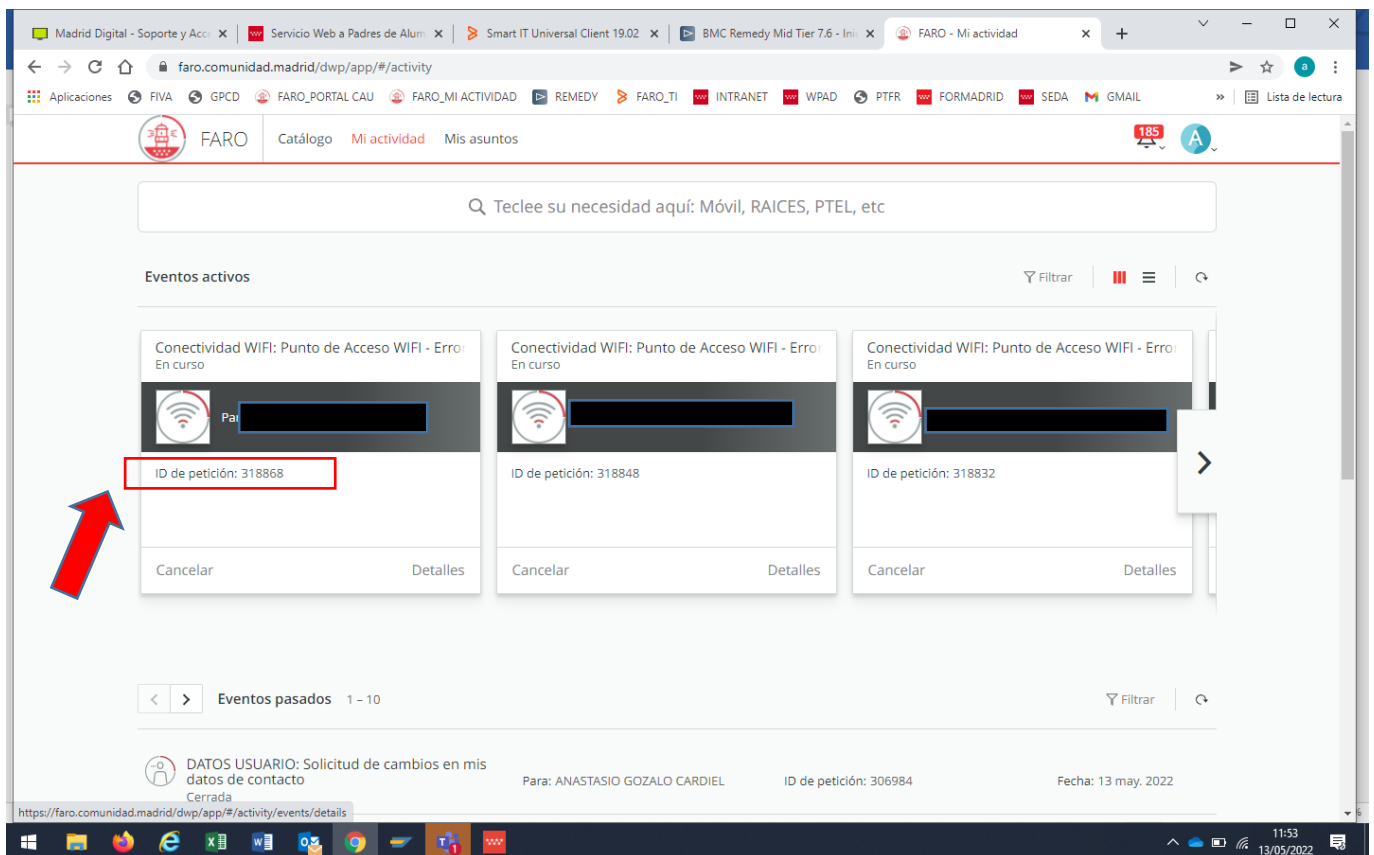 Madrid Digital - Soporte y Acce
Servicio Web a Padres de Alum
Smart IT Universal Client 19.02
BMC Remedy Mid Tier 7.6 - Ini
FARO - Mi actividad
faro.comunidad.madrid/dwp/app/#/activity
a
Aplicaciones
FIVA
GPCD
FARO_PORTAL CAU
FARO_MI ACTIVIDAD
REMEDY
FARO_TI
INTRANET
WPAD
PTFR
FORMADRID
SEDA
GMAIL
»
Lista de lectura
FARO
Catálogo
Mi actividad
Mis asuntos
185
A
Teclee su necesidad aquí: Móvil, RAICES, PTEL, etc
Eventos activos
Filtrar
Conectividad WIFI: Punto de Acceso WIFI - Error
En curso
Par
ID de petición: 318868
Cancelar
Detalles
Conectividad WIFI: Punto de Acceso WIFI - Error
En curso
ID de petición: 318848
Cancelar
Detalles
Conectividad WIFI: Punto de Acceso WIFI - Error
En curso
ID de petición: 318832
Cancelar
Detalles
Eventos pasados
1 – 10
Filtrar
DATOS USUARIO: Solicitud de cambios en mis
datos de contacto
Cerrada
Para: ANASTASIO GOZALO CARDIEL
ID de petición: 306984
Fecha: 13 may. 2022
https://faro.comunidad.madrid/dwp/app/#/activity/events/details
1
11:53
13/05/2022